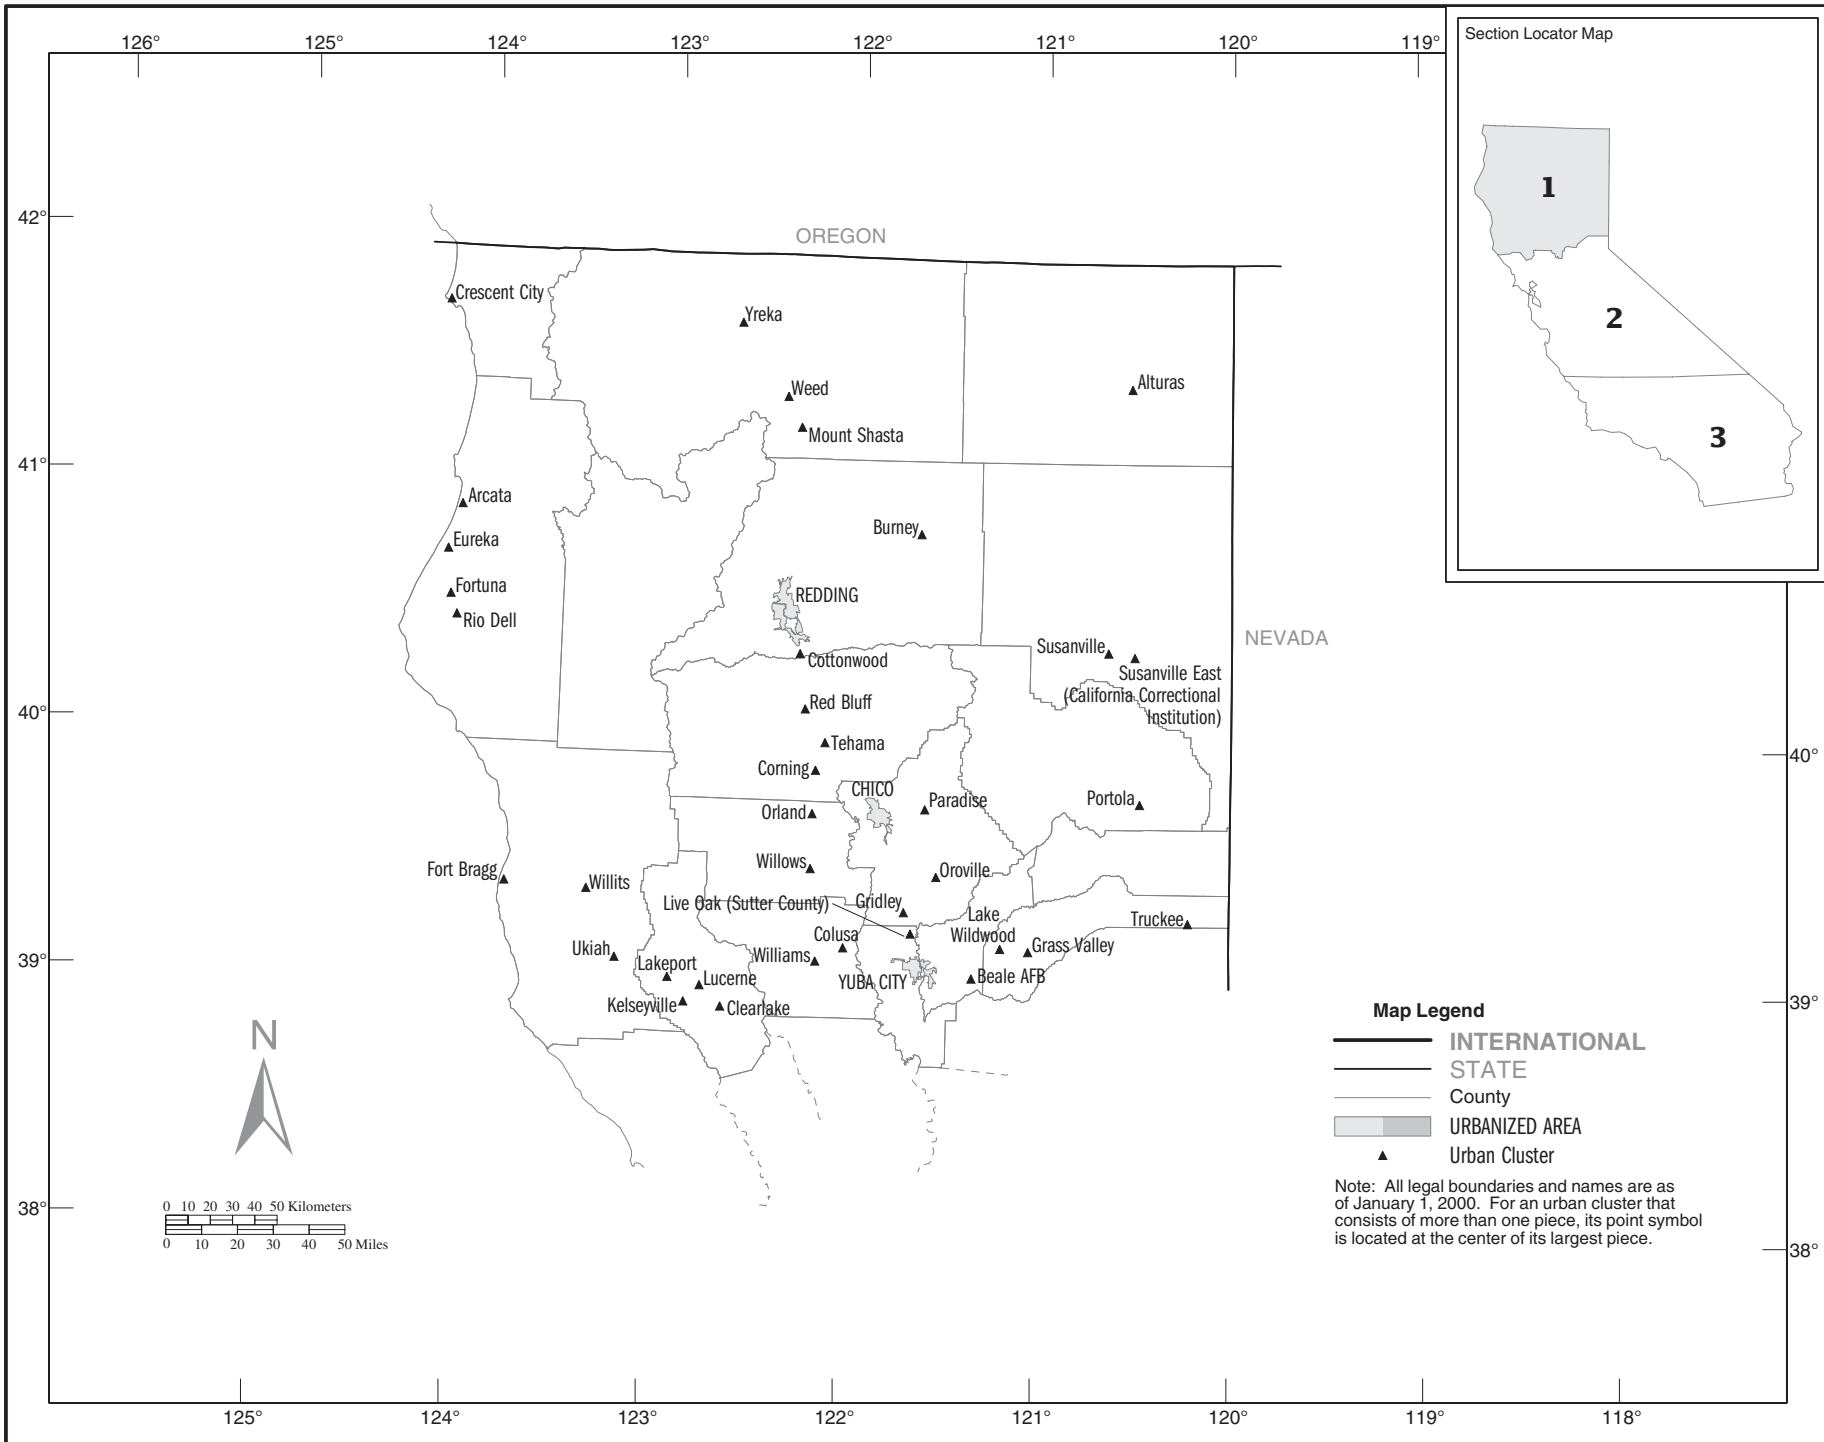 126° 125° 124° 123° 122° 121° 120° 119°
Section Locator Map
1
2
3
42°
OREGON
Crescent City
Yreka
Weed
Alturas
Mount Shasta
41°
Arcata
Burney
Eureka
Fortuna
REDDING
Rio Dell
NEVADA
Susanville
Cottonwood
Susanville East
(California Correctional
Institution)
Red Bluff
40°
Tehama
40°
Corning
CHICO
Paradise
Portola
Orland
Willows
Fort Bragg
Oroville
Willits
Live Oak (Sutter County)
Gridley
Lake
Wildwood
Truckee
Colusa
Grass Valley
Ukiah
39°
Williams
Lakeport
Lucerne
YUBA CITY
Beale AFB
Kelseyville
Clearlake
39°
Map Legend
INTERNATIONAL
STATE
County
URBANIZED AREA
Urban Cluster
Note: All legal boundaries and names are as
of January 1, 2000. For an urban cluster that
consists of more than one piece, its point symbol
is located at the center of its largest piece.
N
38°
0 10 20 30 40 50 Kilometers
0 10 20 30 40 50 Miles
38°
125° 124° 123° 122° 121° 120° 119° 118°